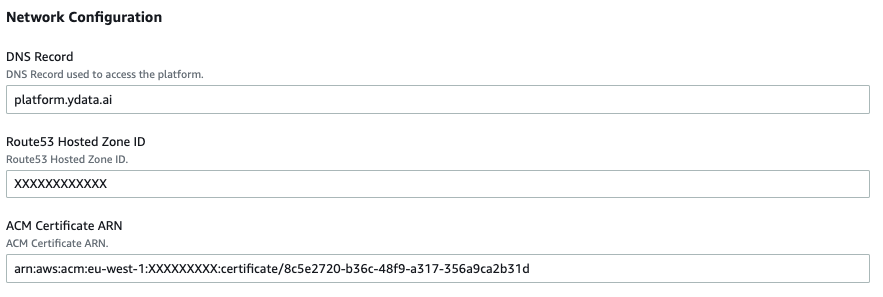 Network Configuration
DNS Record
DNS Record used to access the platform.
platform.ydata.ai
Route53 Hosted Zone ID
Route53 Hosted Zone ID.
XXXXXXXXXXXX
ACM Certificate ARN
ACM Certificate ARN.
arn:aws:acm:eu-west-1:XXXXXXXXX:certificate/8c5e2720-b36c-48f9-a317-356a9ca2b31d